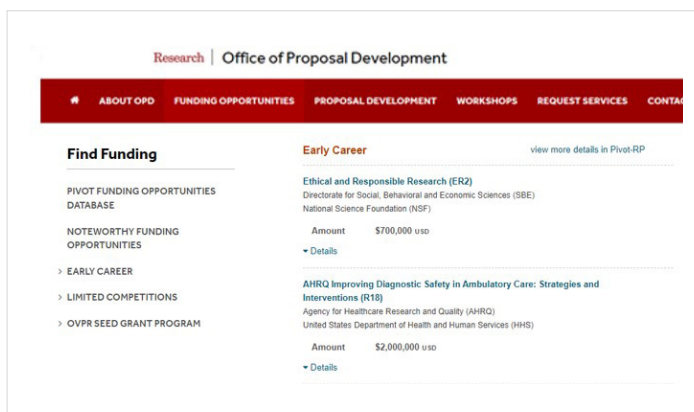 Research | Office of Proposal Development
ABOUT OPD FUNDING OPPORTUNITIES PROPOSAL DEVELOPMENT WORKSHOPS REQUEST SERVICES CONTAC
Find Funding
PIVOT FUNDING OPPORTUNITIES
DATABASE
NOTEWORTHY FUNDING
OPPORTUNITIES
> EARLY CAREER
> LIMITED COMPETITIONS
> OVPR SEED GRANT PROGRAM
Early Career view more details in Pivot-RP
Ethical and Responsible Research (ER2)
Directorate for Social, Behavioral and Economic Sciences (SBE)
National Science Foundation (NSF)
Amount $700,000 USD
Details
AHRQ Improving Diagnostic Safety in Ambulatory Care: Strategies and
Interventions (R18)
Agency for Healthcare Research and Quality (AHRQ)
United States Department of Health and Human Services (HHS)
Amount $2,000,000 USD
Details